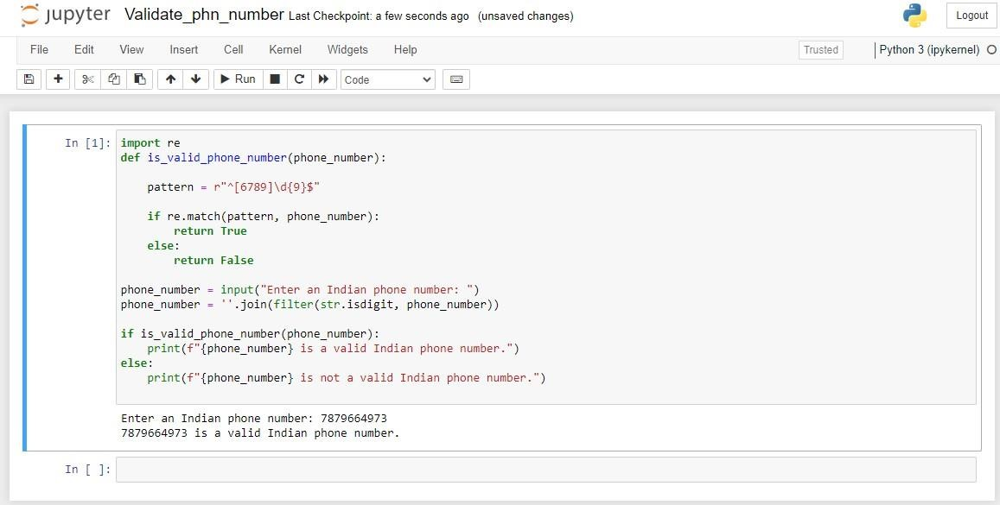 jupyter Validate_phn_number Last Checkpoint: a few seconds ago (unsaved changes) Logout
File Edit View Insert Cell Kernel Widgets Help Trusted Python 3 (ipykernel)
Run Code
In [1]: import re
def is_valid_phone_number(phone_number):
    pattern = r"^[6789]\d{9}$"
    if re.match(pattern, phone_number):
        return True
    else:
        return False
phone_number = input("Enter an Indian phone number: ")
phone_number = ''.join(filter(str.isdigit, phone_number))
if is_valid_phone_number(phone_number):
    print(f"{phone_number} is a valid Indian phone number.")
else:
    print(f"{phone_number} is not a valid Indian phone number.")
Enter an Indian phone number: 7879664973
7879664973 is a valid Indian phone number.
In [ ]: